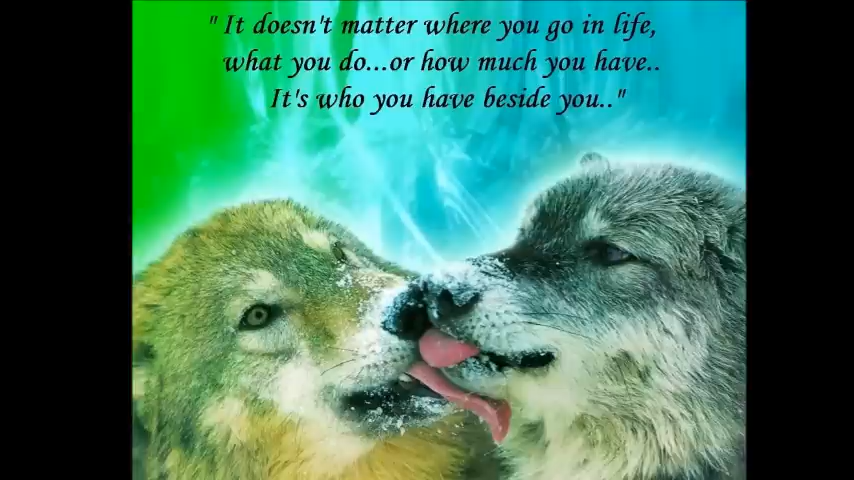 " It doesn't matter where you go in life,
what you do...or how much you have..
It's who you have beside you.."